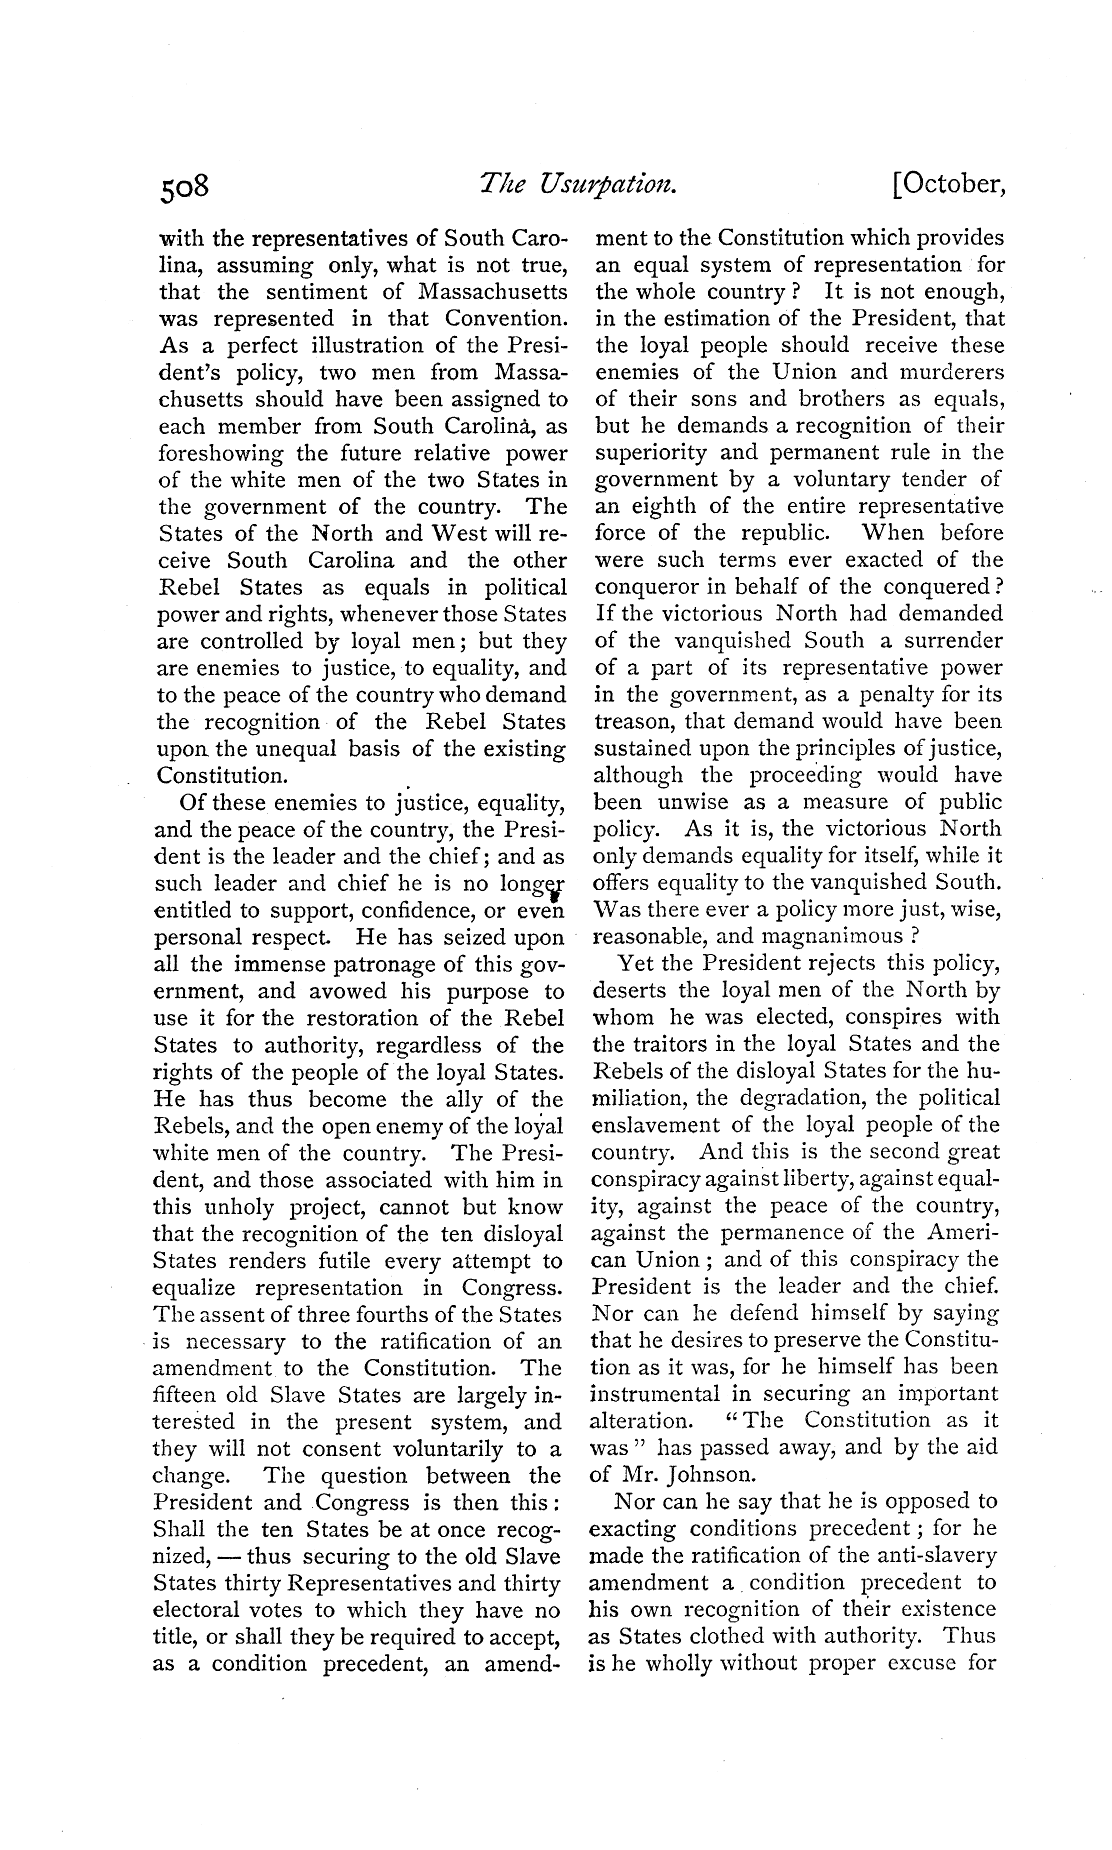 508 The Usurpation. [October,
with the representatives of South Caro-
lina, assuming only, what is not true,
that the sentiment of Massachusetts
was represented in that Convention.
As a perfect illustration of the Presi-
dent's policy, two men from Massa-
chusetts should have been assigned to
each member from South Carolina, as
foreshowing the future relative power
of the white men of the two States in
the government of the country. The
States of the North and West will re-
ceive South Carolina and the other
Rebel States as equals in political
power and rights, whenever those States
are controlled by loyal men; but they
are enemies to justice, to equality, and
to the peace of the country who demand
the recognition of the Rebel States
upon the unequal basis of the existing
Constitution.
Of these enemies to justice, equality,
and the peace of the country, the Presi-
dent is the leader and the chief; and as
such leader and chief he is no longer
entitled to support, confidence, or even
personal respect. He has seized upon
all the immense patronage of this gov-
ernment, and avowed his purpose to
use it for the restoration of the Rebel
States to authority, regardless of the
rights of the people of the loyal States.
He has thus become the ally of the
Rebels, and the open enemy of the loyal
white men of the country. The Presi-
dent, and those associated with him in
this unholy project, cannot but know
that the recognition of the ten disloyal
States renders futile every attempt to
equalize representation in Congress.
The assent of three fourths of the States
is necessary to the ratification of an
amendment to the Constitution. The
fifteen old Slave States are largely in-
terested in the present system, and
they will not consent voluntarily to a
change. The question between the
President and Congress is then this:
Shall the ten States be at once recog-
nized, — thus securing to the old Slave
States thirty Representatives and thirty
electoral votes to which they have no
title, or shall they be required to accept,
as a condition precedent, an amend-
ment to the Constitution which provides
an equal system of representation for
the whole country? It is not enough,
in the estimation of the President, that
the loyal people should receive these
enemies of the Union and murderers
of their sons and brothers as equals,
but he demands a recognition of their
superiority and permanent rule in the
government by a voluntary tender of
an eighth of the entire representative
force of the republic. When before
were such terms ever exacted of the
conqueror in behalf of the conquered?
If the victorious North had demanded
of the vanquished South a surrender
of a part of its representative power
in the government, as a penalty for its
treason, that demand would have been
sustained upon the principles of justice,
although the proceeding would have
been unwise as a measure of public
policy. As it is, the victorious North
only demands equality for itself, while it
offers equality to the vanquished South.
Was there ever a policy more just, wise,
reasonable, and magnanimous?
Yet the President rejects this policy,
deserts the loyal men of the North by
whom he was elected, conspires with
the traitors in the loyal States and the
Rebels of the disloyal States for the hu-
miliation, the degradation, the political
enslavement of the loyal people of the
country. And this is the second great
conspiracy against liberty, against equal-
ity, against the peace of the country,
against the permanence of the Ameri-
can Union; and of this conspiracy the
President is the leader and the chief.
Nor can he defend himself by saying
that he desires to preserve the Constitu-
tion as it was, for he himself has been
instrumental in securing an important
alteration. "The Constitution as it
was" has passed away, and by the aid
of Mr. Johnson.
Nor can he say that he is opposed to
exacting conditions precedent; for he
made the ratification of the anti-slavery
amendment a condition precedent to
his own recognition of their existence
as States clothed with authority. Thus
is he wholly without proper excuse for